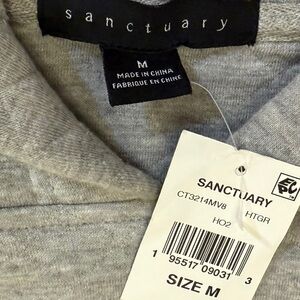 sanctuary
M
MADE IN CHINA
FABRIQUÉ EN CHINE
SANCTUARY
CT3214MV8 HTGR
HO2
1 95517 09031 3
SIZE M